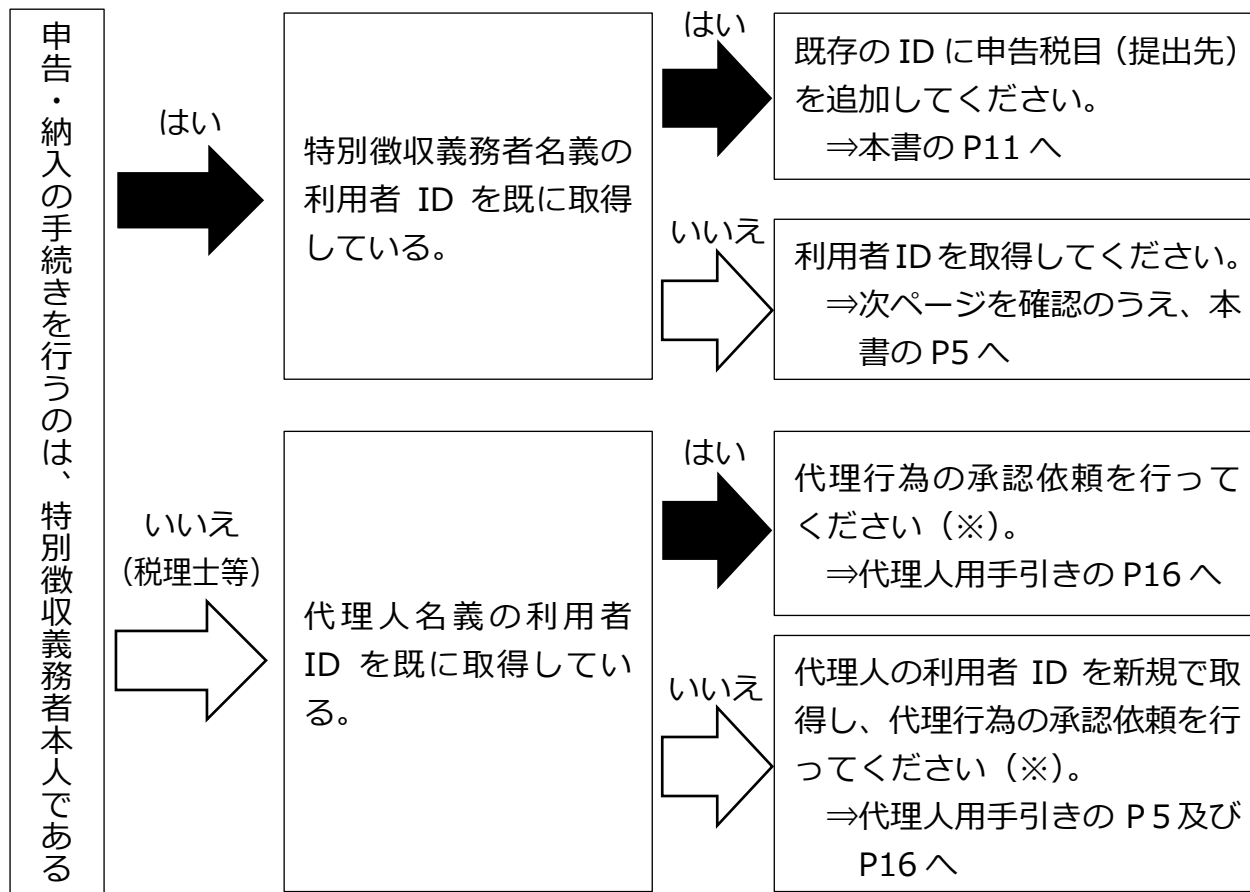 申告・納入の手続きを行うのは、特別徴収義務者本人である
はい
特別徴収義務者名義の
利用者 ID を既に取得
している。
はい
既存の ID に申告税目（提出先）
を追加してください。
⇒本書の P11 へ
いいえ
利用者 ID を取得してください。
⇒次ページを確認のうえ、本
書の P5 へ
いいえ
（税理士等）
代理人名義の利用者
ID を既に取得してい
る。
はい
代理行為の承認依頼を行って
ください（※）。
⇒代理人用手引きの P16 へ
いいえ
代理人の利用者 ID を新規で取
得し、代理行為の承認依頼を行
ってください（※）。
⇒代理人用手引きの P５及び
P16 へ